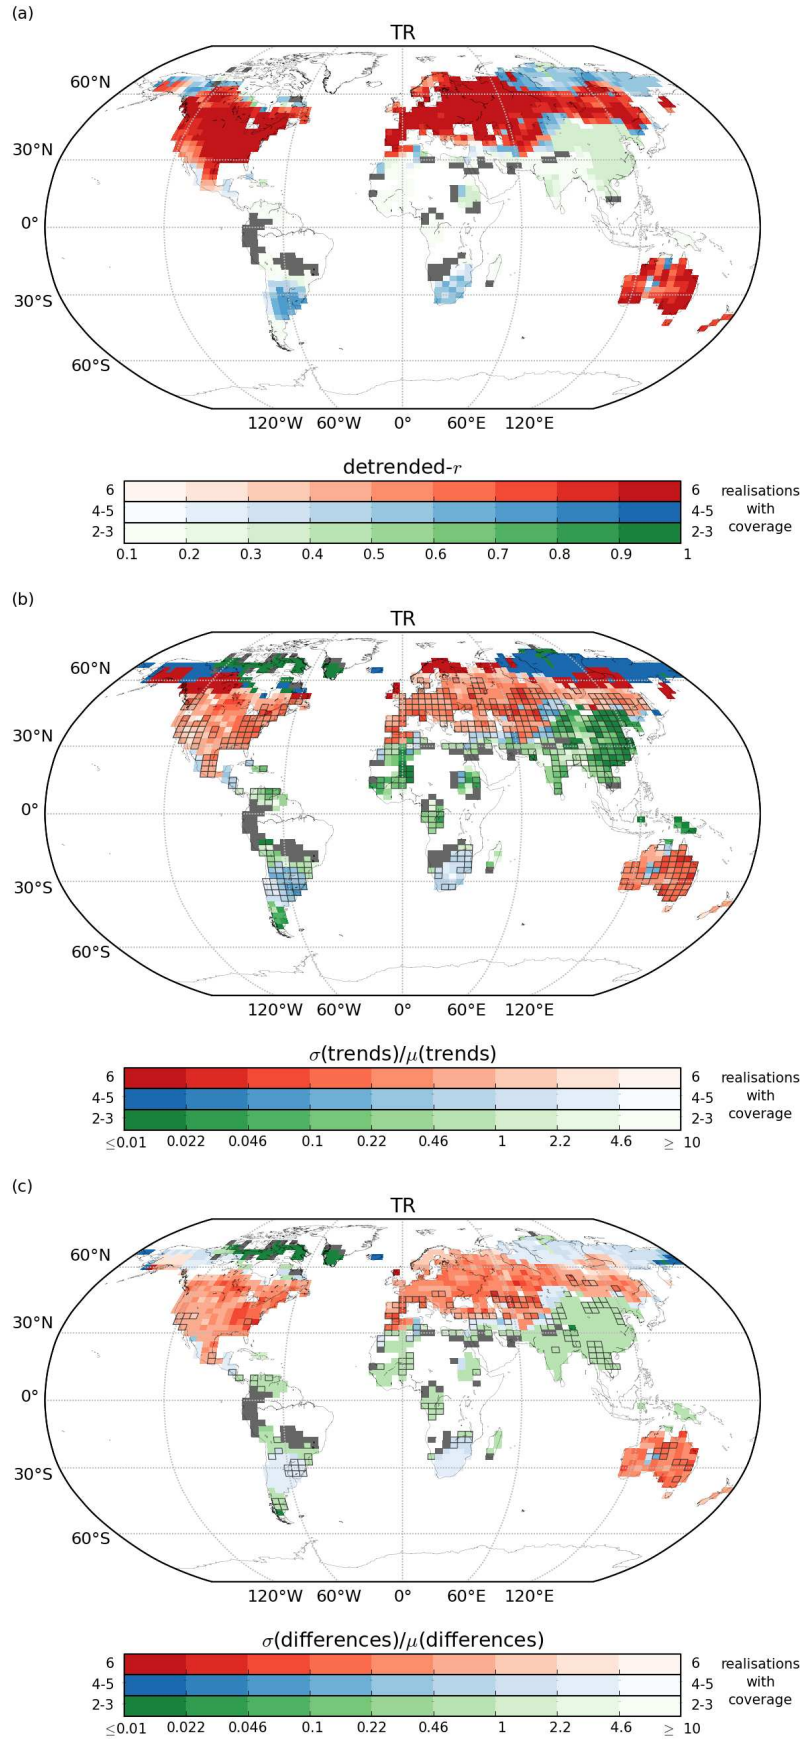 (a)
TR
60°N
30°N
0°
30°S
60°S
120°W 60°W 0° 60°E 120°E
detrended-r
6 6 realisations
4-5 4-5 with
2-3 2-3 coverage
0.1 0.2 0.3 0.4 0.5 0.6 0.7 0.8 0.9 1
(b)
TR
60°N
30°N
0°
30°S
60°S
120°W 60°W 0° 60°E 120°E
σ(trends)/μ(trends)
6 6 realisations
4-5 4-5 with
2-3 2-3 coverage
≤0.01 0.022 0.046 0.1 0.22 0.46 1 2.2 4.6 ≥ 10
(c)
TR
60°N
30°N
0°
30°S
60°S
120°W 60°W 0° 60°E 120°E
σ(differences)/μ(differences)
6 6 realisations
4-5 4-5 with
2-3 2-3 coverage
≤0.01 0.022 0.046 0.1 0.22 0.46 1 2.2 4.6 ≥ 10